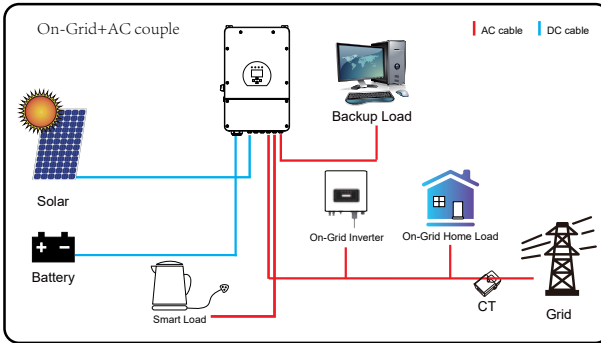 On-Grid+AC couple
AC cable
DC cable
Backup Load
Solar
On-Grid Inverter
On-Grid Home Load
Battery
Smart Load
CT
Grid